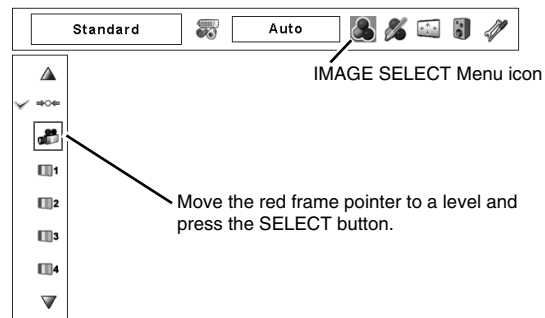 Standard
Auto
IMAGE SELECT Menu icon
1
Move the red frame pointer to a level and
2
press the SELECT button.
3
4